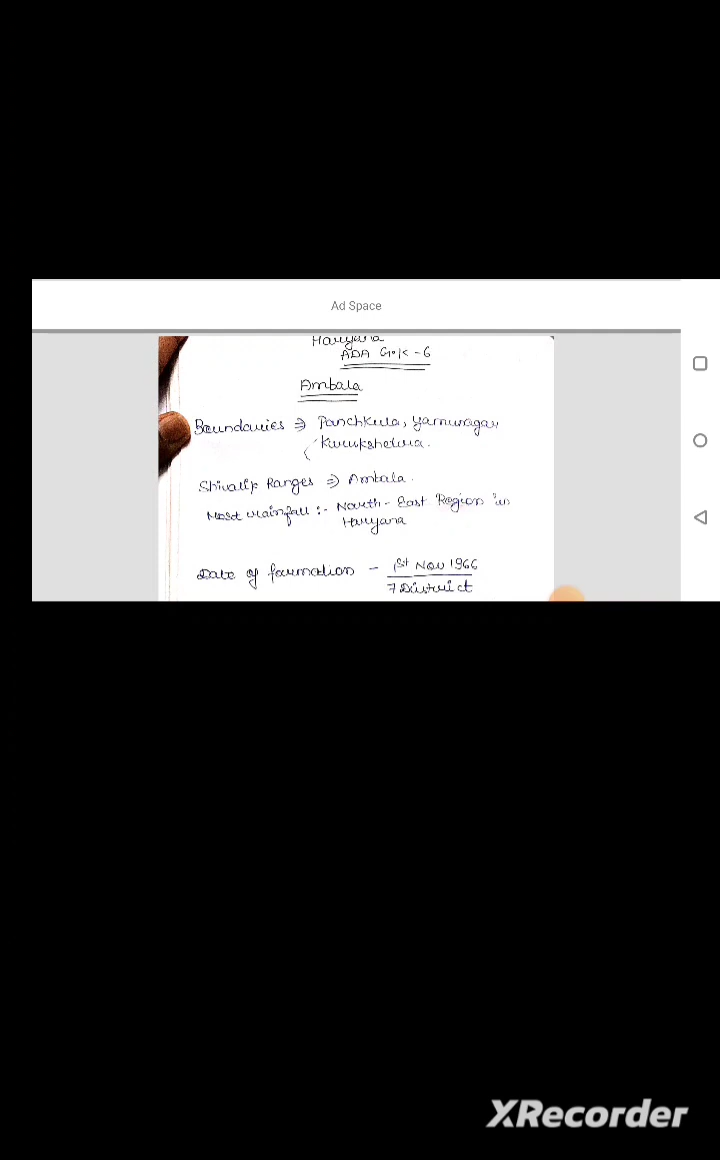 Ad Space
Haryana
ADA G.K - 6
Ambala
Boundaries ⇒ Panchkula, Yamunagar,
Kurukshetra.
Shivalik Ranges ⇒ Ambala.
Most rainfall :- North - East Region in
Haryana
Date of formation - 1st Nov 1966
7 District
XRecorder